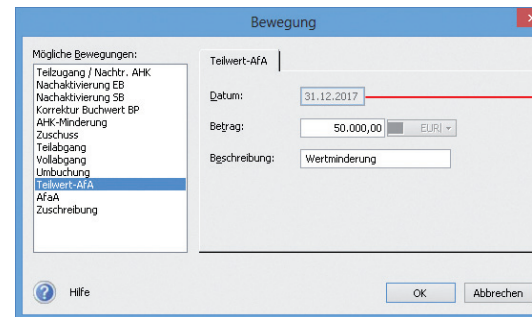 Bewegung
Mögliche Bewegungen:
Teilzugang / Nachtr. AHK
Nachaktivierung EB
Nachaktivierung SB
Korrektur Buchwert BP
AHK-Minderung
Zuschuss
Teilabgang
Vollabgang
Umbuchung
Teilwert-AfA
AfaA
Zuschreibung
Teilwert-AfA
Datum: 31.12.2017
Betrag: 50.000,00 EUR
Beschreibung: Wertminderung
Hilfe
OK Abbrechen